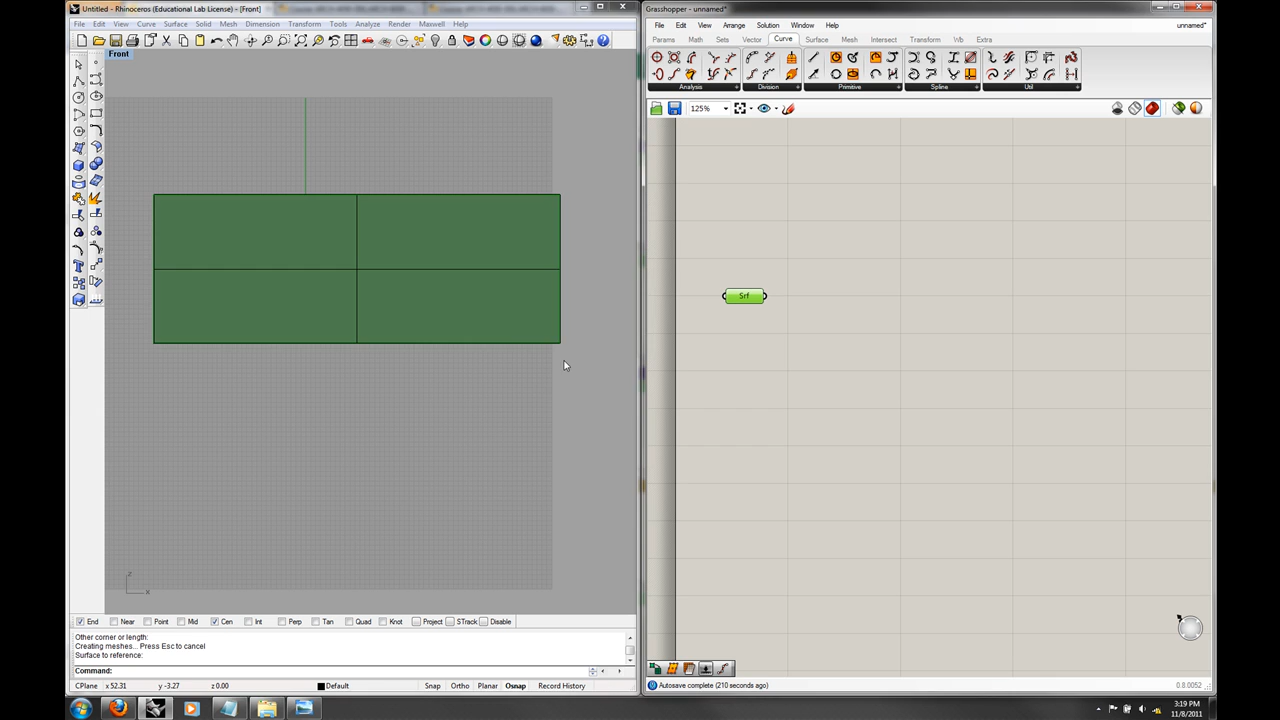 Untitled - Rhinoceros (Educational Lab License) - [Front]
File Edit View Curve Surface Solid Mesh Dimension Transform Tools Analyze Render Maxwell Help
Front
z
x
End Near Point Mid Cen Int Perp Tan Quad Knot Project STrack Disable
Other corner or length:
Creating meshes... Press Esc to cancel
Surface to reference:
Command:
CPlane x 52.31 y -3.27 z 0.00 Default Snap Ortho Planar Osnap Record History
Grasshopper - unnamed*
File Edit View Arrange Solution Window Help unnamed*
Params Math Sets Vector Curve Surface Mesh Intersect Transform Wb Extra
Analysis Division Primitive Spline Util
125%
Srf
Autosave complete (210 seconds ago) 0.8.0052
3:19 PM
11/8/2011